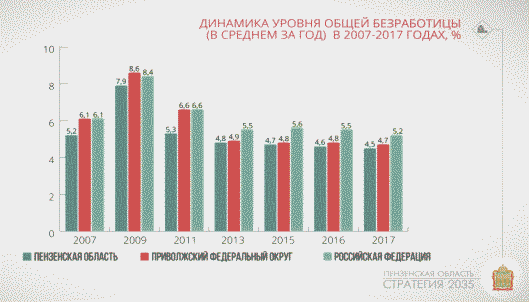 ДИНАМИКА УРОВНЯ ОБЩЕЙ БЕЗРАБОТИЦЫ
(В СРЕДНЕМ ЗА ГОД) В 2007-2017 ГОДАХ, %
10
8
6
4
2
0
5,2 6,1 6,1
7,9 8,6 8,4
5,3 6,6 6,6
4,8 4,9 5,5
4,7 4,8 5,6
4,6 4,8 5,5
4,5 4,7 5,2
2007 2009 2011 2013 2015 2016 2017
ПЕНЗЕНСКАЯ ОБЛАСТЬ ПРИВОЛЖСКИЙ ФЕДЕРАЛЬНЫЙ ОКРУГ РОССИЙСКАЯ ФЕДЕРАЦИЯ
ПЕНЗЕНСКАЯ ОБЛАСТЬ
СТРАТЕГИЯ 2035